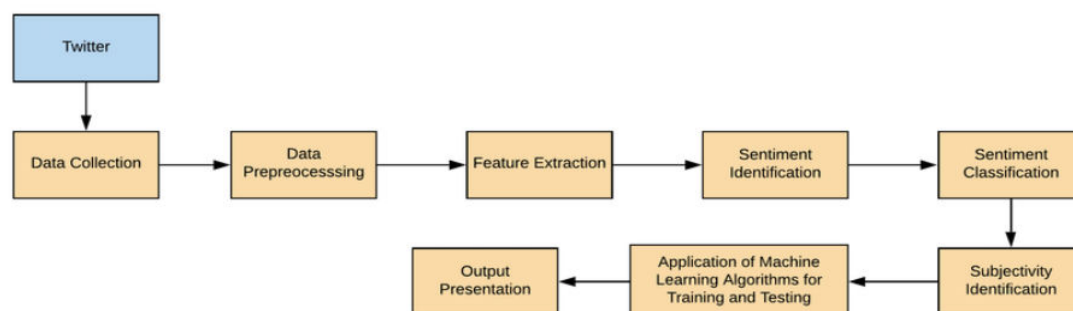 Twitter
Data Collection
Data
Prepreocesssing
Feature Extraction
Sentiment
Identification
Sentiment
Classification
Subjectivity
Identification
Application of Machine
Learning Algorithms for
Training and Testing
Output
Presentation